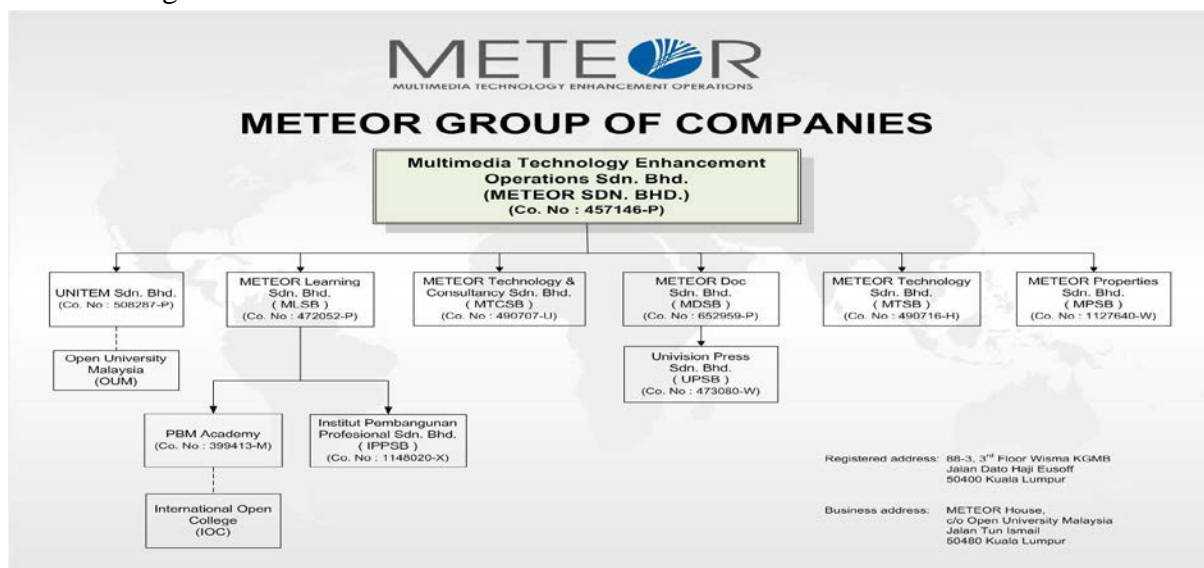 METEOR
MULTIMEDIA TECHNOLOGY ENHANCEMENT OPERATIONS
METEOR GROUP OF COMPANIES
Multimedia Technology Enhancement
Operations Sdn. Bhd.
(METEOR SDN. BHD.)
(Co. No : 457146-P)
UNITEM Sdn. Bhd.
(Co. No : 508287-P)
METEOR Learning
Sdn. Bhd.
( MLSB )
(Co. No : 472052-P)
METEOR Technology &
Consultancy Sdn. Bhd.
( MTCSB )
(Co. No : 490707-U)
METEOR Doc
Sdn. Bhd.
( MDSB )
(Co. No : 652959-P)
METEOR Technology
Sdn. Bhd.
( MTSB )
(Co. No : 490716-H)
METEOR Properties
Sdn. Bhd.
( MPSB )
(Co. No : 1127640-W)
Open University
Malaysia
(OUM)
Univision Press
Sdn. Bhd.
( UPSB )
(Co. No : 473080-W)
PBM Academy
(Co. No : 399413-M)
Institut Pembangunan
Profesional Sdn. Bhd.
( IPPSB )
(Co. No : 1148020-X)
International Open
College
(IOC)
Registered address: 88-3, 3rd Floor Wisma KGMB
Jalan Dato Haji Eusoff
50400 Kuala Lumpur
Business address: METEOR House,
c/o Open University Malaysia
Jalan Tun Ismail
50480 Kuala Lumpur